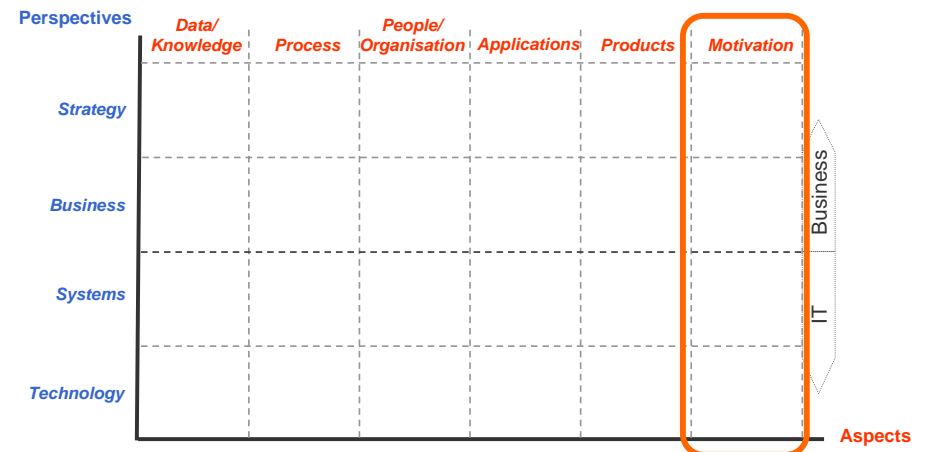 Perspectives
Data/
Knowledge
Process
People/
Organisation
Applications
Products
Motivation
Strategy
Business
Systems
Technology
Business
IT
Aspects